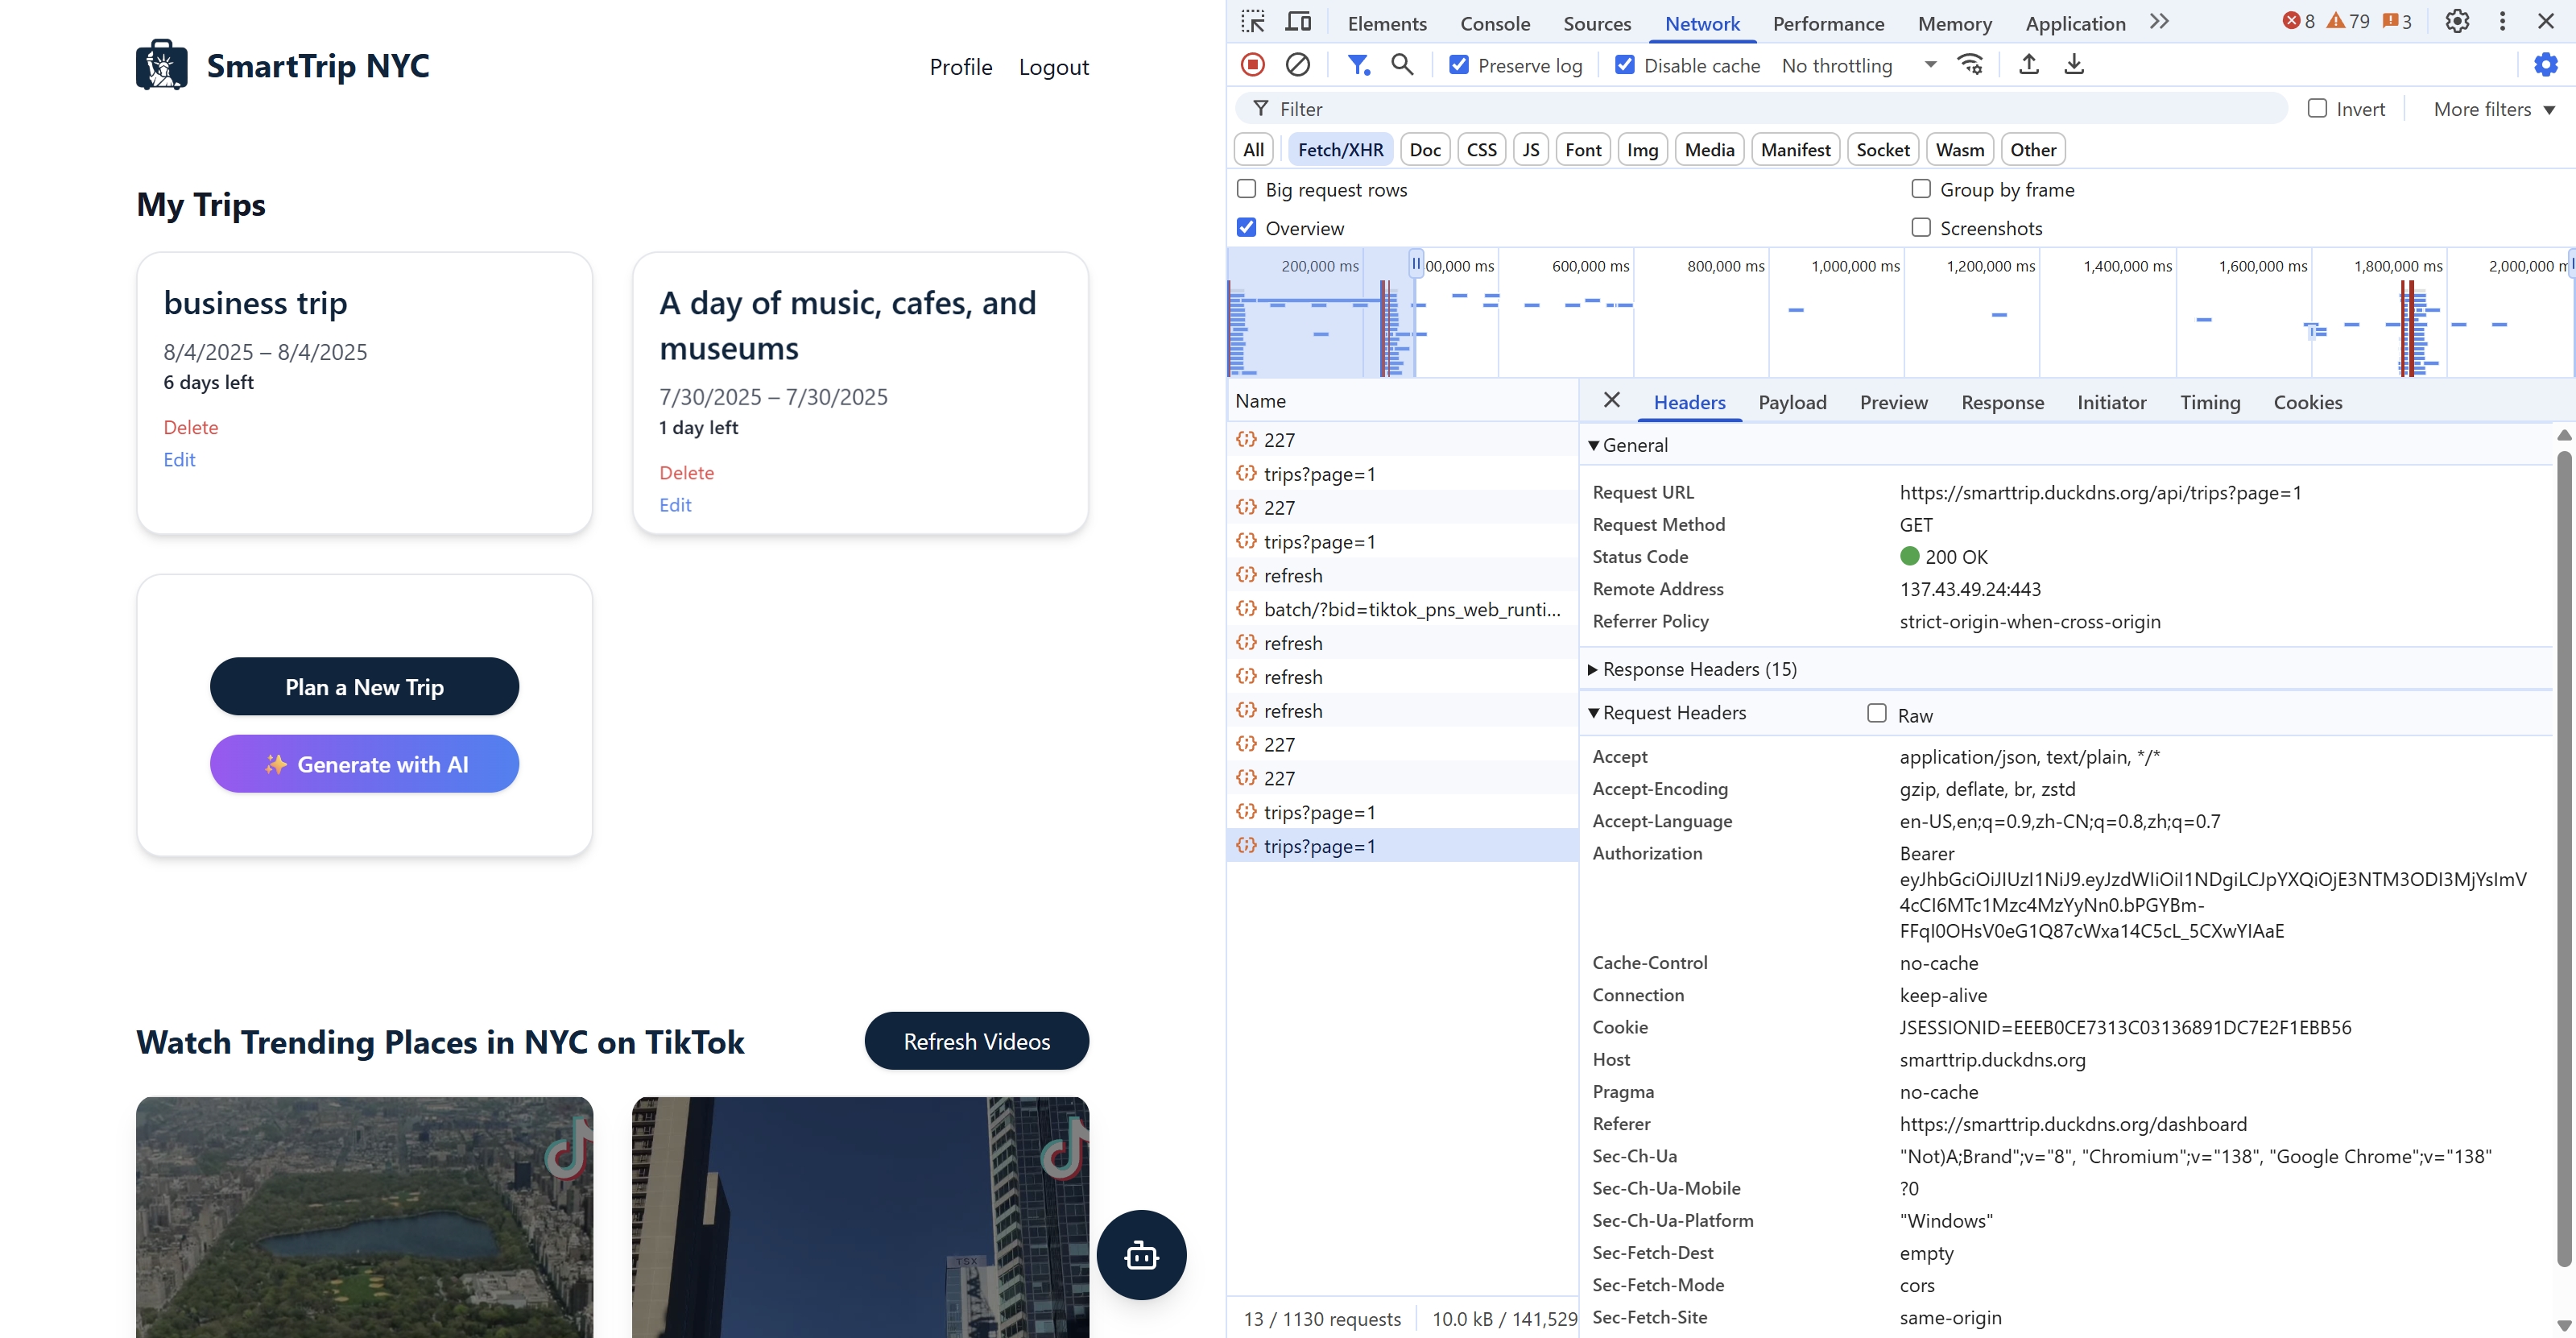 SmartTrip NYC
Profile
Logout
My Trips
business trip
8/4/2025 – 8/4/2025
6 days left
Delete
Edit
A day of music, cafes, and
museums
7/30/2025 – 7/30/2025
1 day left
Delete
Edit
Plan a New Trip
✨ Generate with AI
Watch Trending Places in NYC on TikTok
Refresh Videos
TSX
Elements
Console
Sources
Network
Performance
Memory
Application
8
79
3
Preserve log
Disable cache
No throttling
Filter
Invert
More filters
All
Fetch/XHR
Doc
CSS
JS
Font
Img
Media
Manifest
Socket
Wasm
Other
Big request rows
Group by frame
Overview
Screenshots
200,000 ms
00,000 ms
600,000 ms
800,000 ms
1,000,000 ms
1,200,000 ms
1,400,000 ms
1,600,000 ms
1,800,000 ms
2,000,000 m
Name
227
trips?page=1
227
trips?page=1
refresh
batch/?bid=tiktok_pns_web_runti...
refresh
refresh
refresh
227
227
trips?page=1
trips?page=1
13 / 1130 requests
10.0 kB / 141,529
Headers
Payload
Preview
Response
Initiator
Timing
Cookies
General
Request URL
https://smarttrip.duckdns.org/api/trips?page=1
Request Method
GET
Status Code
200 OK
Remote Address
137.43.49.24:443
Referrer Policy
strict-origin-when-cross-origin
Response Headers (15)
Request Headers
Raw
Accept
application/json, text/plain, */*
Accept-Encoding
gzip, deflate, br, zstd
Accept-Language
en-US,en;q=0.9,zh-CN;q=0.8,zh;q=0.7
Authorization
Bearer
eyJhbGciOiJIUzI1NiJ9.eyJzdWIiOiI1NDgiLCJpYXQiOjE3NTM3ODI3MjYsImV
4cCI6MTc1Mzc4MzYyNn0.bPGYBm-
FFqI0OHsV0eG1Q87cWxa14C5cL_5CXwYIAaE
Cache-Control
no-cache
Connection
keep-alive
Cookie
JSESSIONID=EEEB0CE7313C03136891DC7E2F1EBB56
Host
smarttrip.duckdns.org
Pragma
no-cache
Referer
https://smarttrip.duckdns.org/dashboard
Sec-Ch-Ua
"Not)A;Brand";v="8", "Chromium";v="138", "Google Chrome";v="138"
Sec-Ch-Ua-Mobile
?0
Sec-Ch-Ua-Platform
"Windows"
Sec-Fetch-Dest
empty
Sec-Fetch-Mode
cors
Sec-Fetch-Site
same-origin